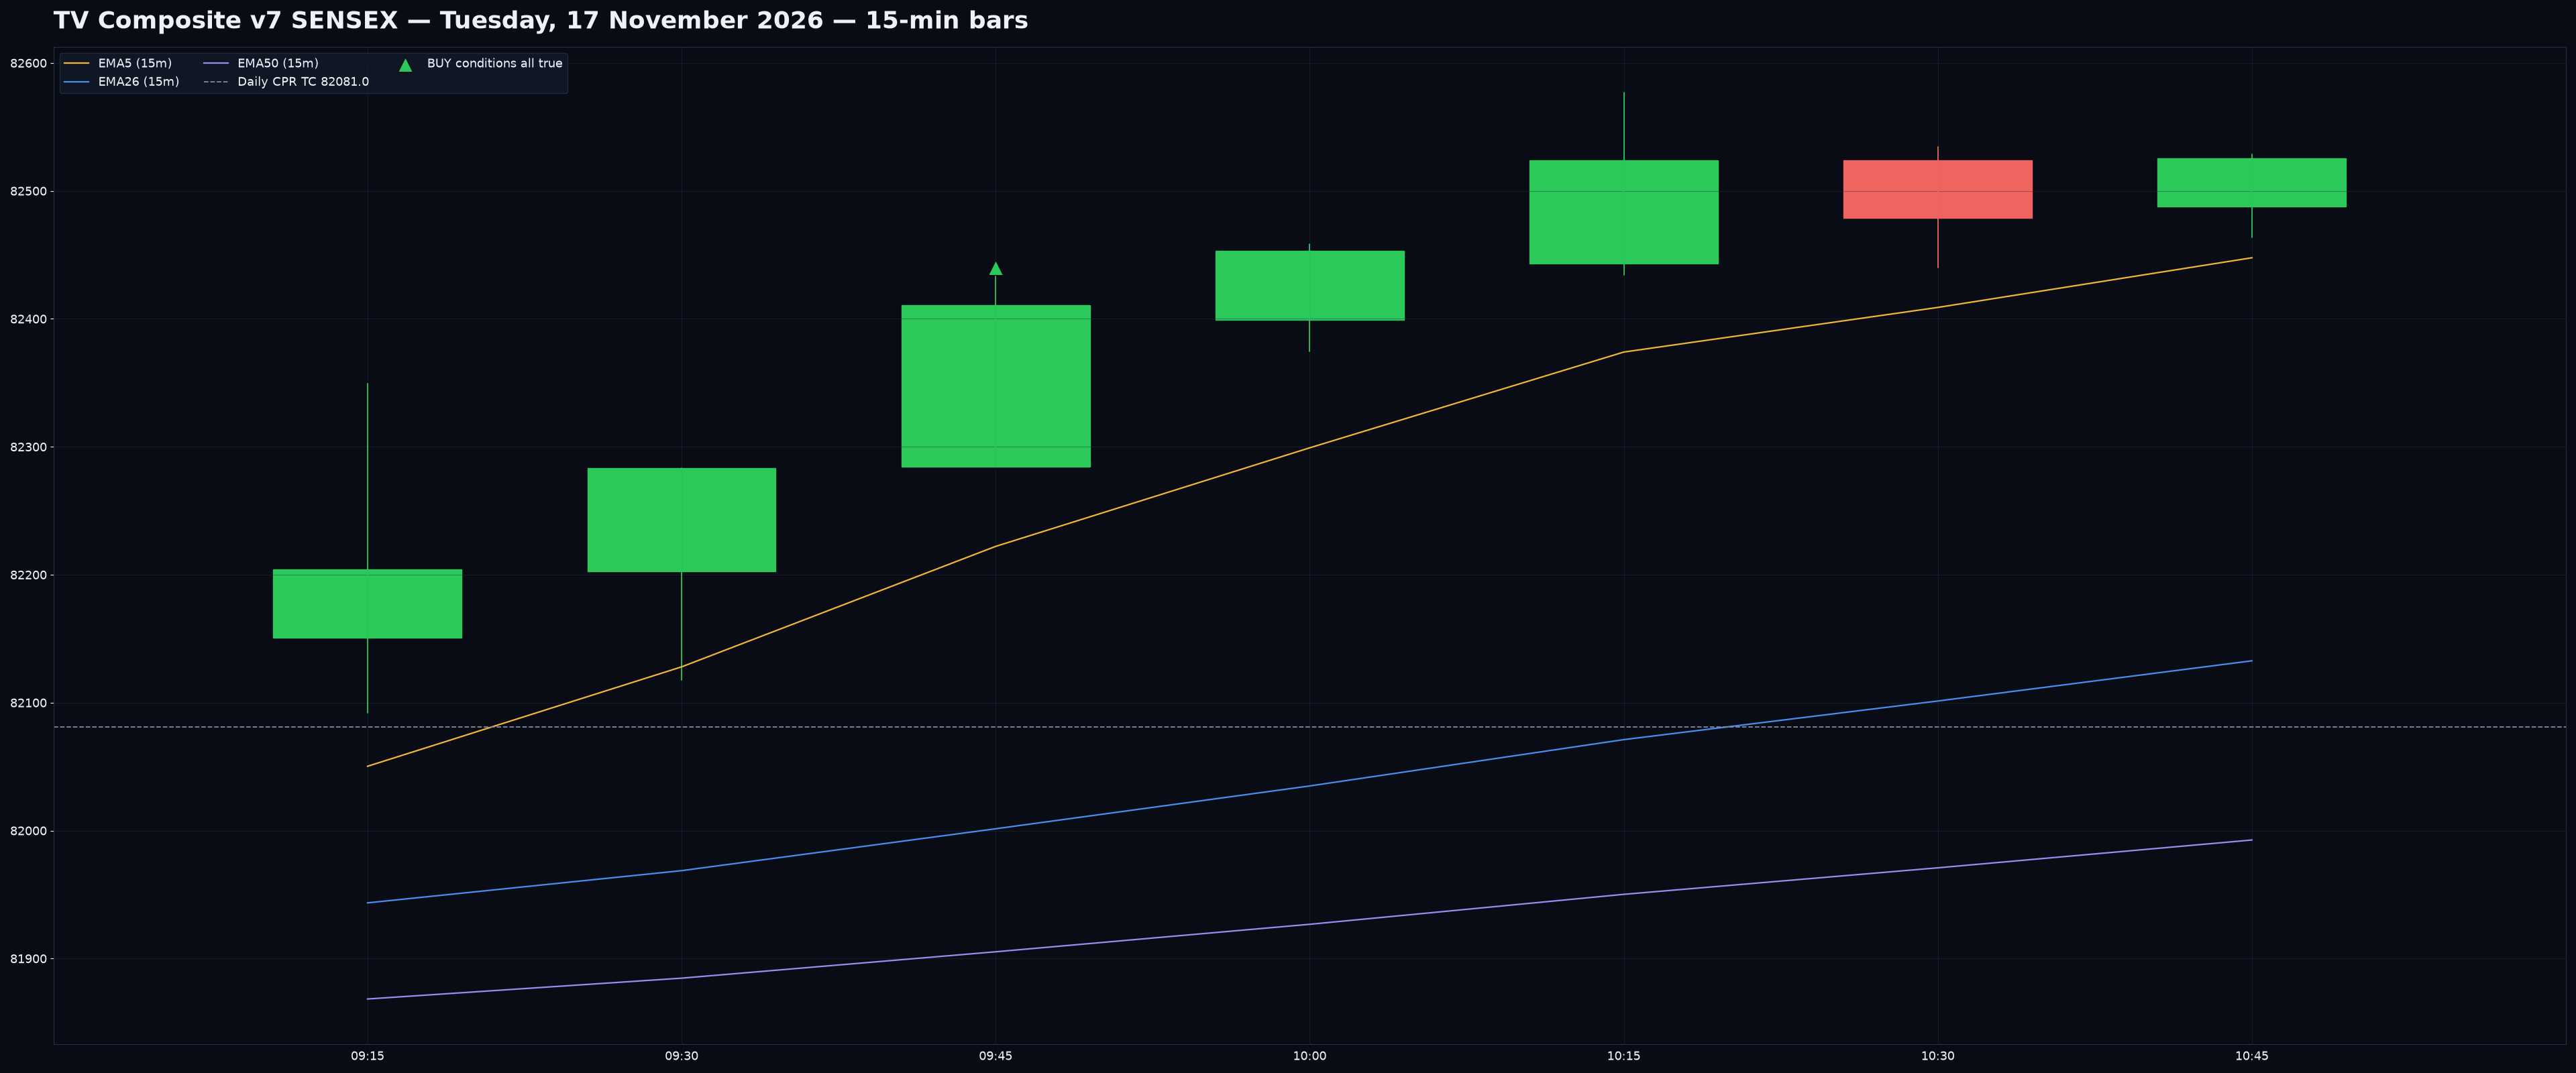 TV Composite v7 SENSEX — Tuesday, 17 November 2026 — 15-min bars
EMA5 (15m)
EMA26 (15m)
EMA50 (15m)
Daily CPR TC 82081.0
BUY conditions all true
82600
82500
82400
82300
82200
82100
82000
81900
09:15 09:30 09:45 10:00 10:15 10:30 10:45